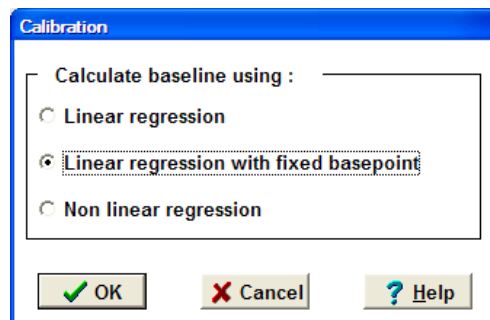 Calibration
Calculate baseline using :
Linear regression
Linear regression with fixed basepoint
Non linear regression
OK Cancel Help